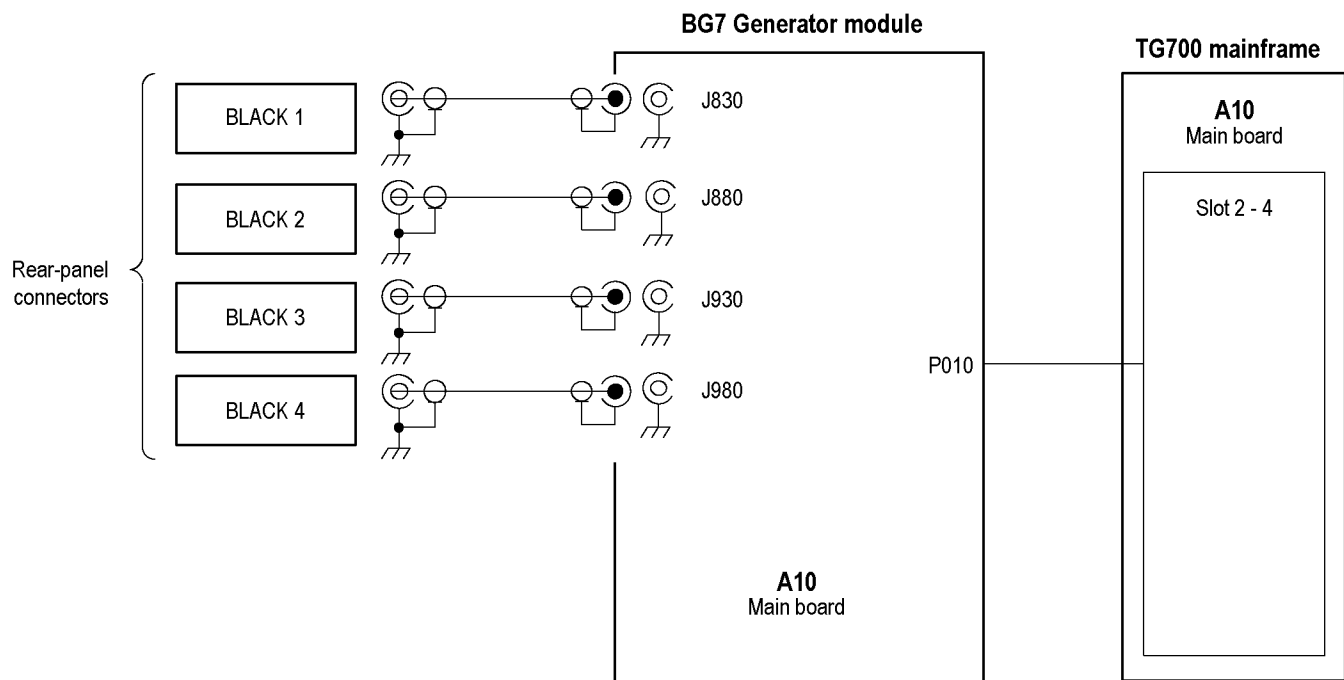 BG7 Generator module
TG700 mainframe
Rear-panel
connectors
BLACK 1
J830
BLACK 2
J880
BLACK 3
J930
BLACK 4
J980
P010
A10
Main board
A10
Main board
Slot 2 - 4